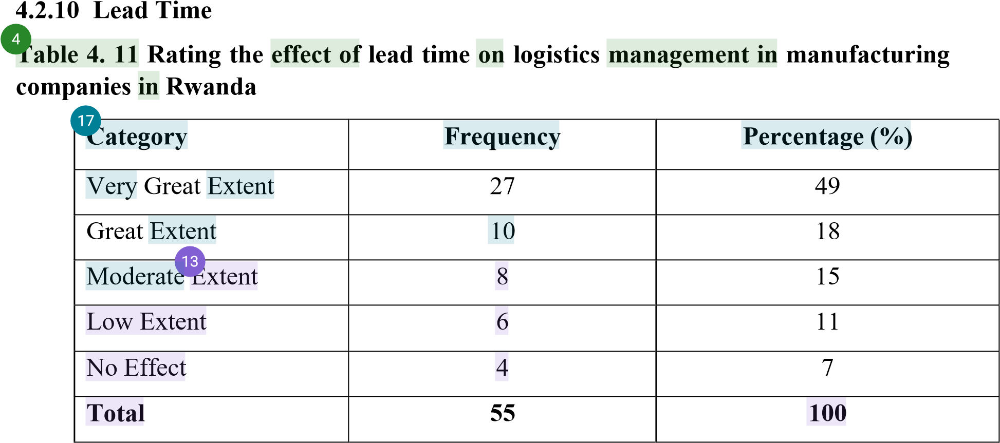 4.2.10 Lead Time
4
Table 4. 11 Rating the effect of lead time on logistics management in manufacturing
companies in Rwanda
17
Category Frequency Percentage (%)
Very Great Extent 27 49
Great Extent 10 18
13
Moderate Extent 8 15
Low Extent 6 11
No Effect 4 7
Total 55 100